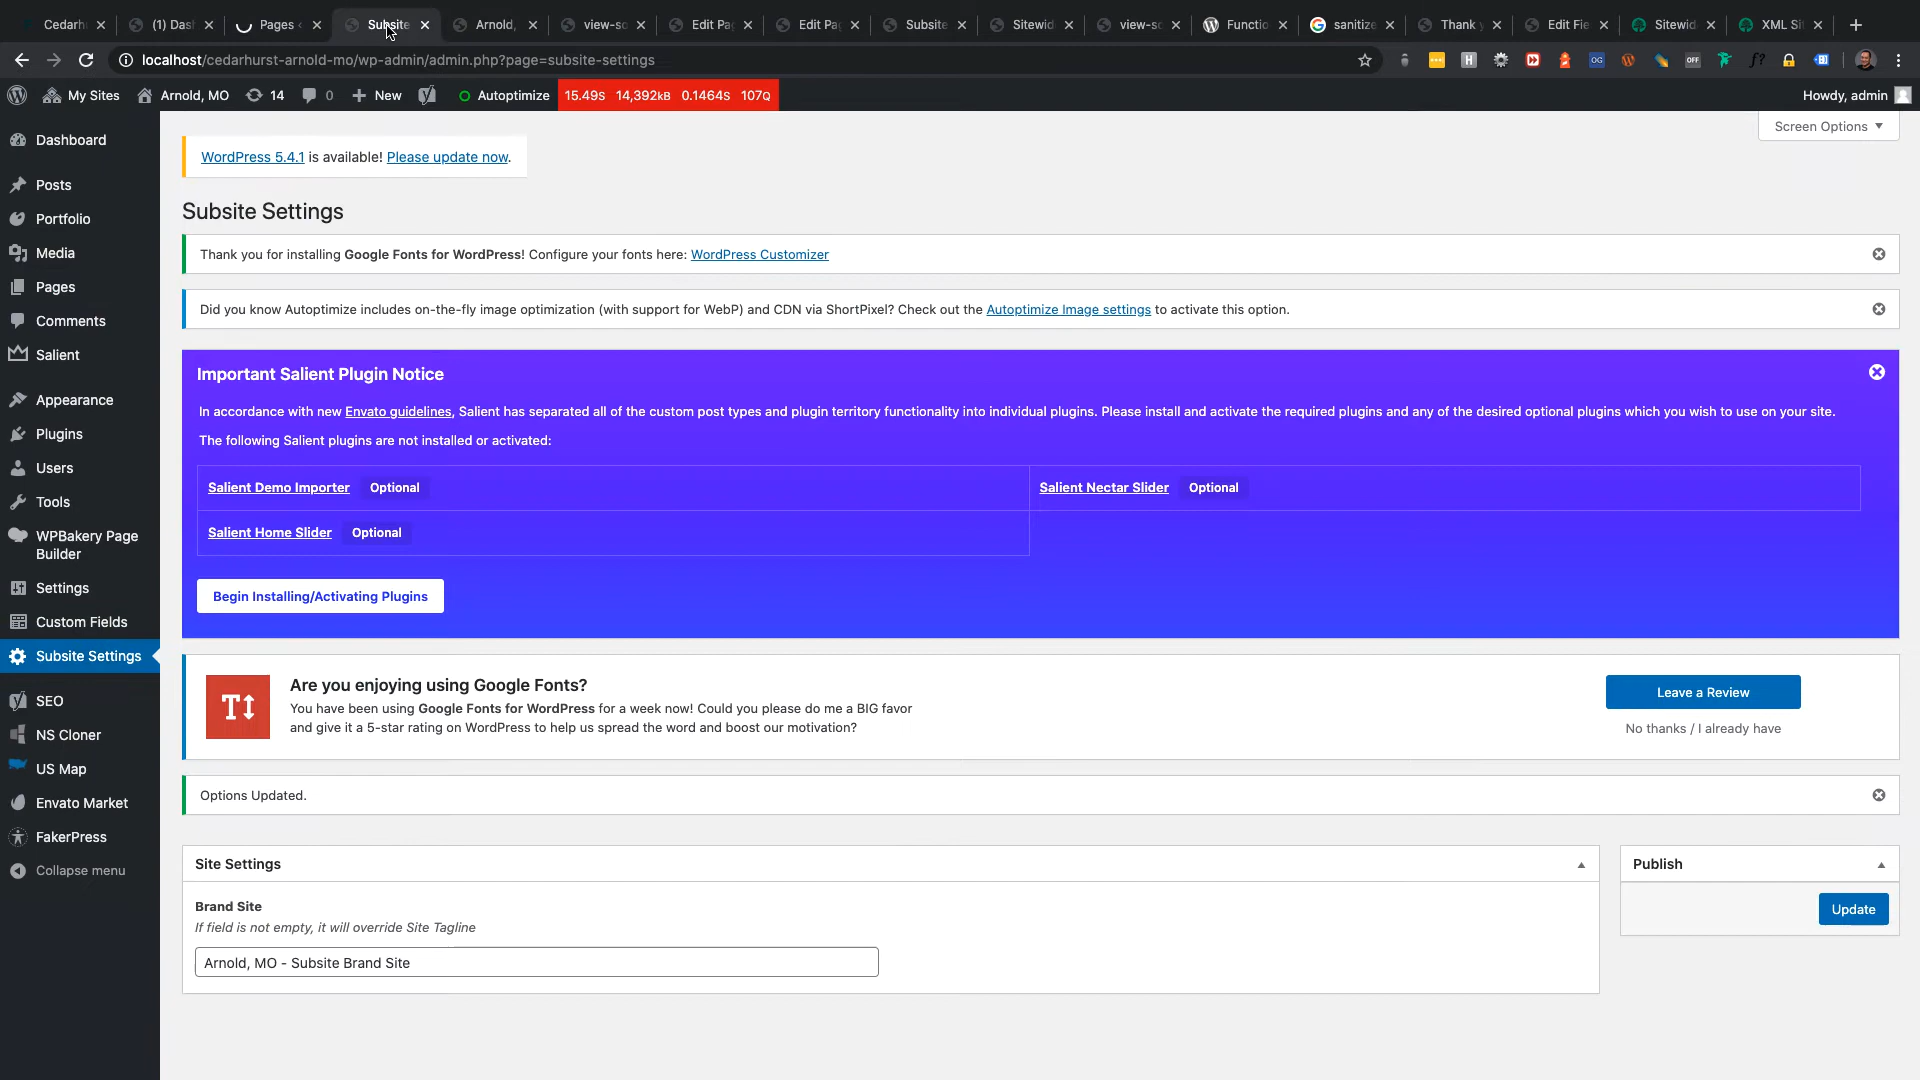 Cedarh
(1) Das
Pages ‹
Subsite
Arnold,
view-so
Edit Pa
Edit Pa
Subsite
Sitewid
view-so
Functio
sanitize
Thank y
Edit Fie
Sitewid
XML Si
localhost/cedarhurst-arnold-mo/wp-admin/admin.php?page=subsite-settings
My Sites
Arnold, MO
14
0
New
Autoptimize
15.49s 14,392kB 0.1464s 107Q
Howdy, admin
Screen Options
Dashboard
Posts
Portfolio
Media
Pages
Comments
Salient
Appearance
Plugins
Users
Tools
WPBakery Page
Builder
Settings
Custom Fields
Subsite Settings
SEO
NS Cloner
US Map
Envato Market
FakerPress
Collapse menu
WordPress 5.4.1 is available! Please update now.
Subsite Settings
Thank you for installing Google Fonts for WordPress! Configure your fonts here: WordPress Customizer
Did you know Autoptimize includes on-the-fly image optimization (with support for WebP) and CDN via ShortPixel? Check out the Autoptimize Image settings to activate this option.
Important Salient Plugin Notice
In accordance with new Envato guidelines, Salient has separated all of the custom post types and plugin territory functionality into individual plugins. Please install and activate the required plugins and any of the desired optional plugins which you wish to use on your site.
The following Salient plugins are not installed or activated:
Salient Demo Importer Optional
Salient Nectar Slider Optional
Salient Home Slider Optional
Begin Installing/Activating Plugins
Are you enjoying using Google Fonts?
You have been using Google Fonts for WordPress for a week now! Could you please do me a BIG favor
and give it a 5-star rating on WordPress to help us spread the word and boost our motivation?
Leave a Review
No thanks / I already have
Options Updated.
Site Settings
Brand Site
If field is not empty, it will override Site Tagline
Arnold, MO - Subsite Brand Site
Publish
Update